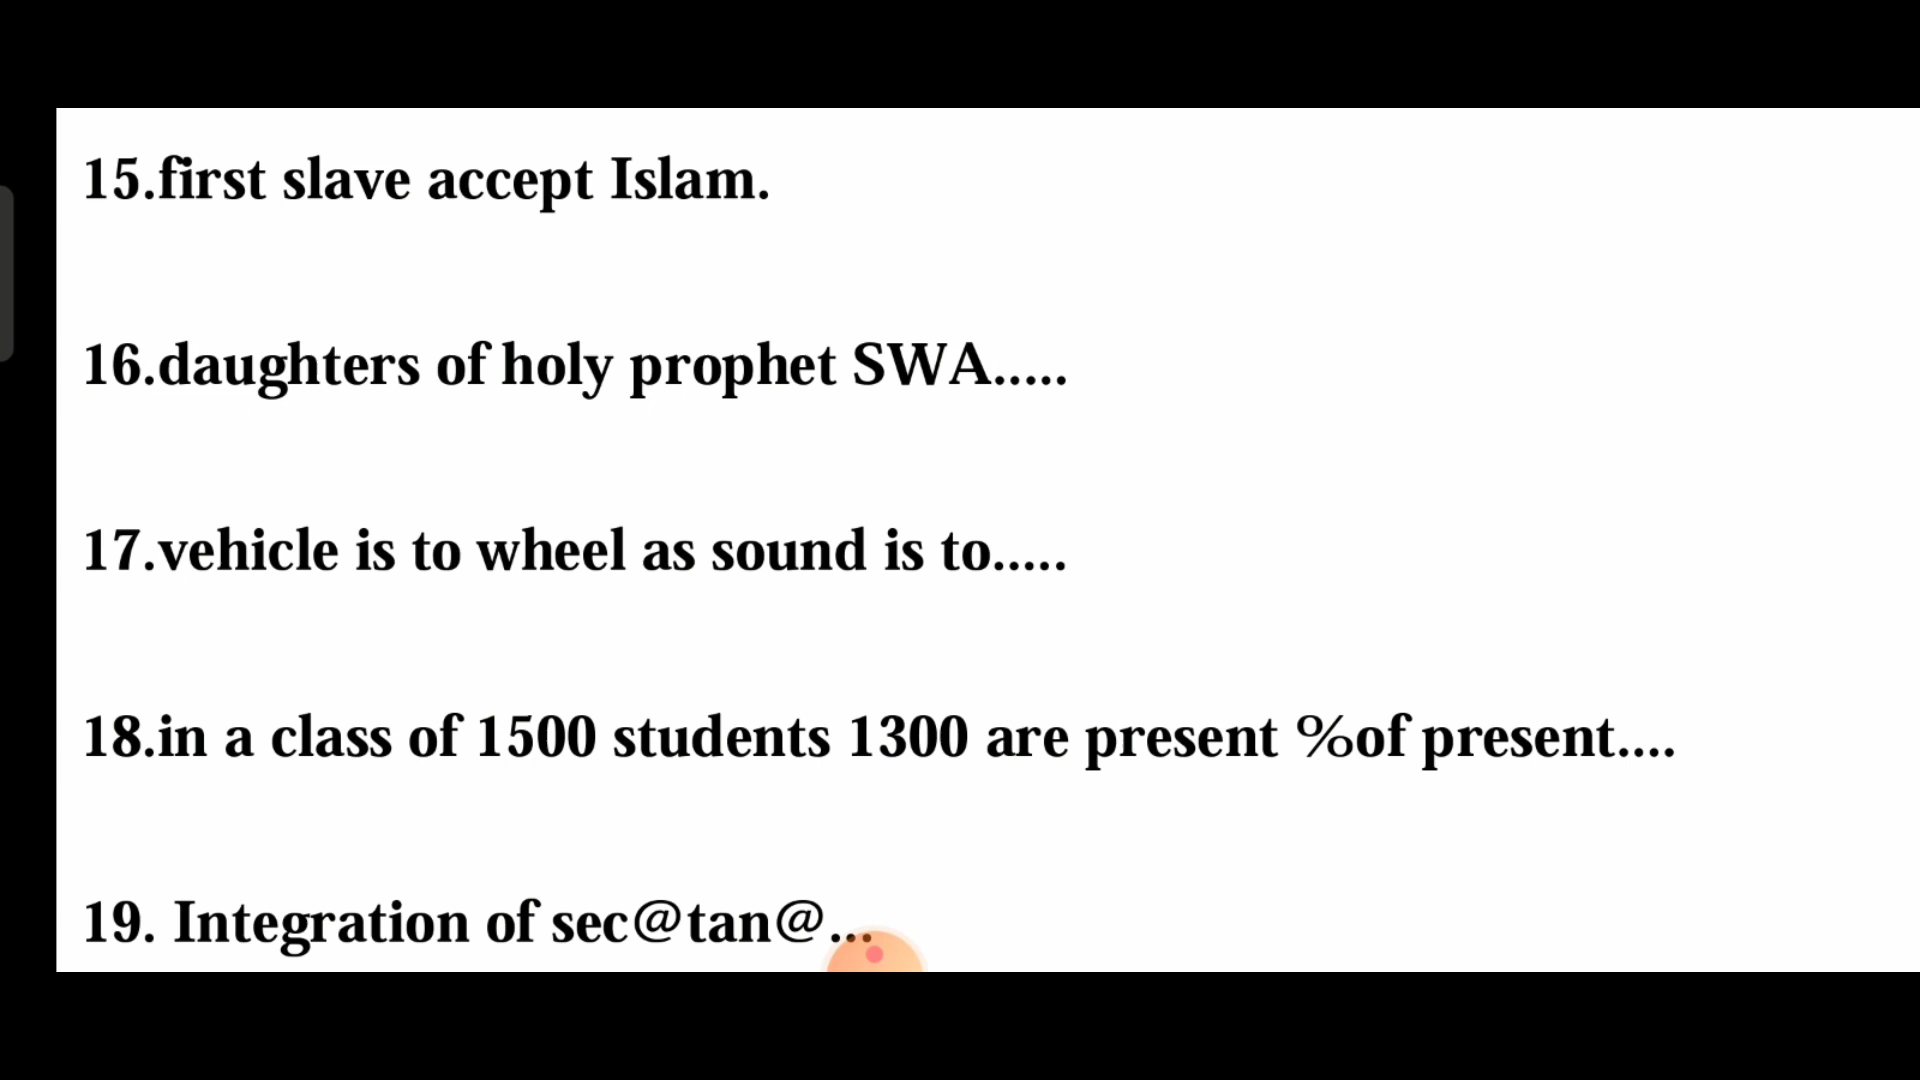 15.first slave accept Islam.
16.daughters of holy prophet SWA.....
17.vehicle is to wheel as sound is to.....
18.in a class of 1500 students 1300 are present %of present....
19. Integration of sec@tan@...